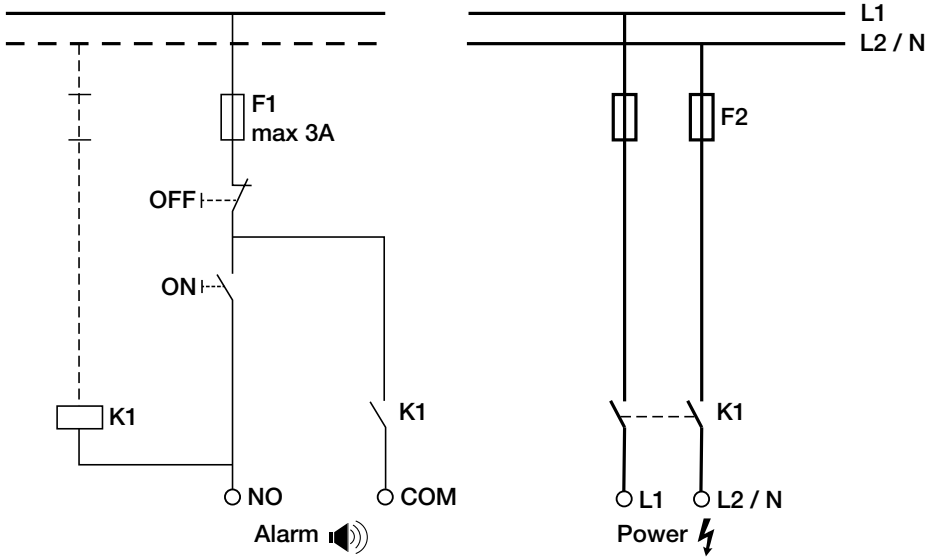 L1
L2 / N
F1
max 3A
F2
OFF
ON
K1
K1
K1
NO
COM
L1
L2 / N
Alarm
Power